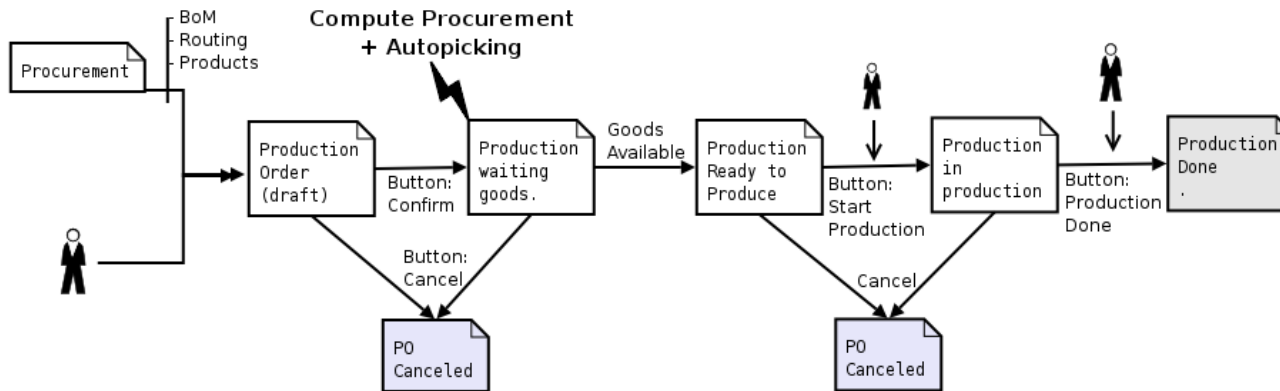 BoM
- Routing
- Products
Procurement
Compute Procurement
+ Autopicking
Production
Order
(draft)
Button:
Confirm
Production
waiting
goods.
Goods
Available
Production
Ready to
Produce
Button:
Start
Production
Production
in
production
Button:
Production
Done
Production
Done
.
Button:
Cancel
Cancel
PO
Canceled
PO
Canceled